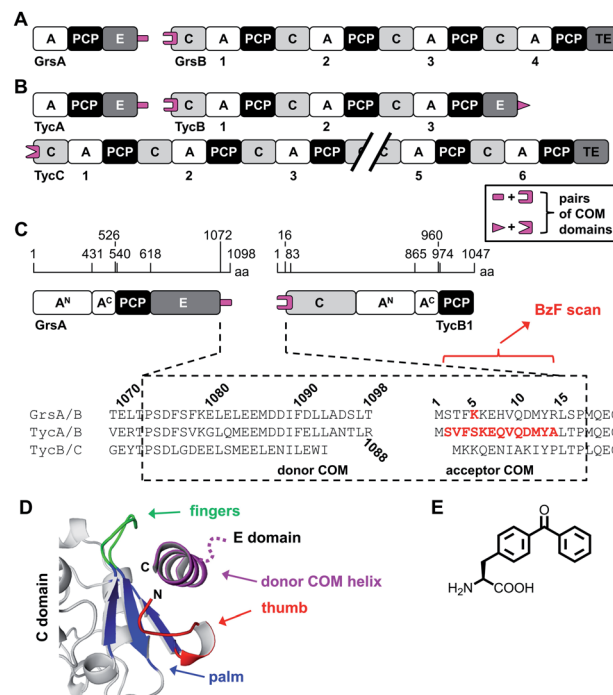 A
A PCP E C A PCP C A PCP C A PCP C A PCP TE
GrsA GrsB 1 2 3 4
B
A PCP E C A PCP C A PCP C A PCP E
TycA TycB 1 2 3
C A PCP C A PCP C A PCP C C A PCP C A PCP TE
TycC 1 2 3 5 6
+ pairs
of COM
+ domains
C
526 1072 16 960
1 431 540 618 1098 1 83 865 974 1047
aa aa
Aᴺ Aᶜ PCP E C Aᴺ Aᶜ PCP
GrsA TycB1
BzF scan
1070 1080 1090 1098 1 5 10 15
GrsA/B TELTPSDFSFKELELEEMDDIFDLLADSLT MSTFKKEHVQDMYRLSPMQEG
TycA/B VERTPSDFSVKGLQMEEMDDIFELLANTLR MSVFSKEQVQDMYALTPMQEG
TycB/C GEYTPSDLGDEELSMEELENILEWI MKKQENIAKIYPLTPLQEG
1088
donor COM acceptor COM
D
fingers
E domain
C
donor COM helix
N
C domain
thumb
palm
E
O
H₂N COOH